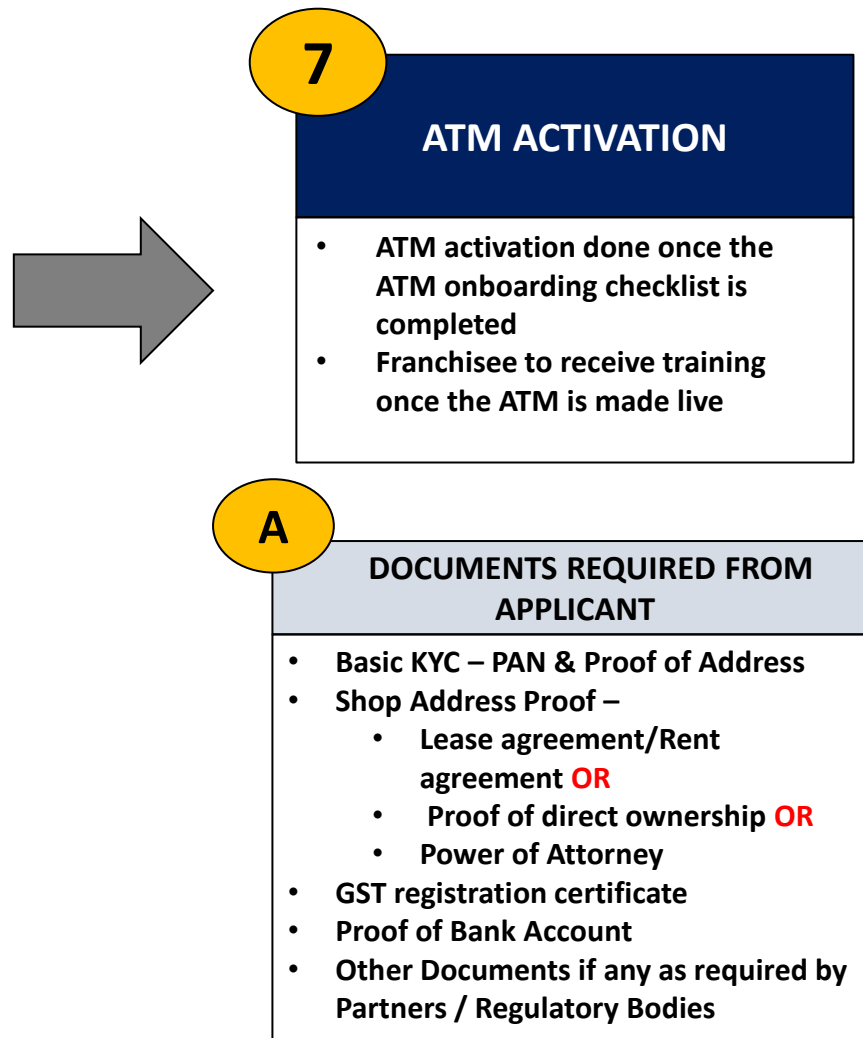 7
ATM ACTIVATION
• ATM activation done once the
ATM onboarding checklist is
completed
• Franchisee to receive training
once the ATM is made live
A
DOCUMENTS REQUIRED FROM
APPLICANT
• Basic KYC – PAN & Proof of Address
• Shop Address Proof –
• Lease agreement/Rent
agreement OR
• Proof of direct ownership OR
• Power of Attorney
• GST registration certificate
• Proof of Bank Account
• Other Documents if any as required by
Partners / Regulatory Bodies